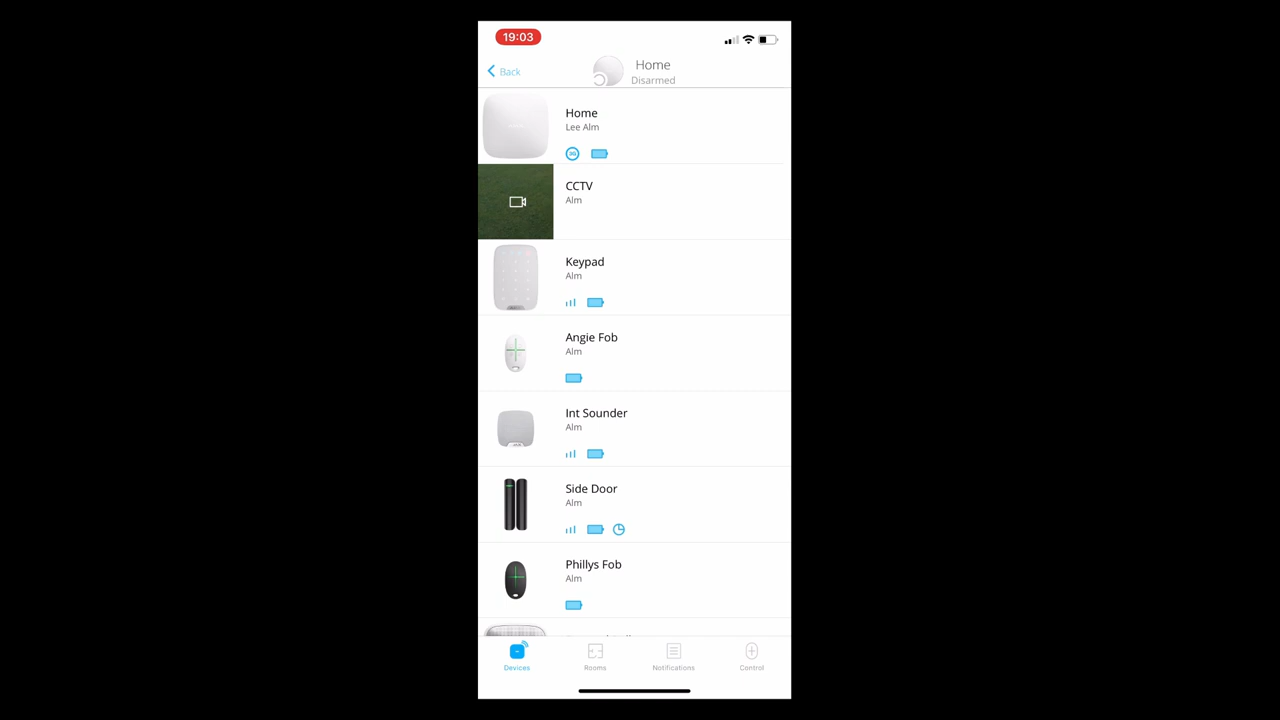 19:03
Back
Home
Disarmed
Home
Lee Alm
3G
CCTV
Alm
Keypad
Alm
Angie Fob
Alm
Int Sounder
Alm
Side Door
Alm
Phillys Fob
Alm
Devices
Rooms
Notifications
Control